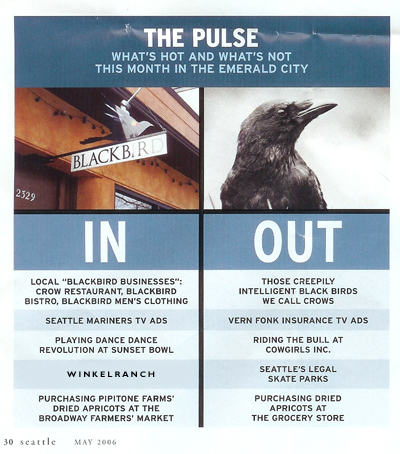 THE PULSE
WHAT'S HOT AND WHAT'S NOT
THIS MONTH IN THE EMERALD CITY
BLACKBIRD
2329
IN
OUT
LOCAL "BLACKBIRD BUSINESSES":
CROW RESTAURANT, BLACKBIRD
BISTRO, BLACKBIRD MEN'S CLOTHING
THOSE CREEPILY
INTELLIGENT BLACK BIRDS
WE CALL CROWS
SEATTLE MARINERS TV ADS
VERN FONK INSURANCE TV ADS
PLAYING DANCE DANCE
REVOLUTION AT SUNSET BOWL
RIDING THE BULL AT
COWGIRLS INC.
WINKELRANCH
SEATTLE'S LEGAL
SKATE PARKS
PURCHASING PIPITONE FARMS'
DRIED APRICOTS AT THE
BROADWAY FARMERS' MARKET
PURCHASING DRIED
APRICOTS AT
THE GROCERY STORE
30 seattle MAY 2006